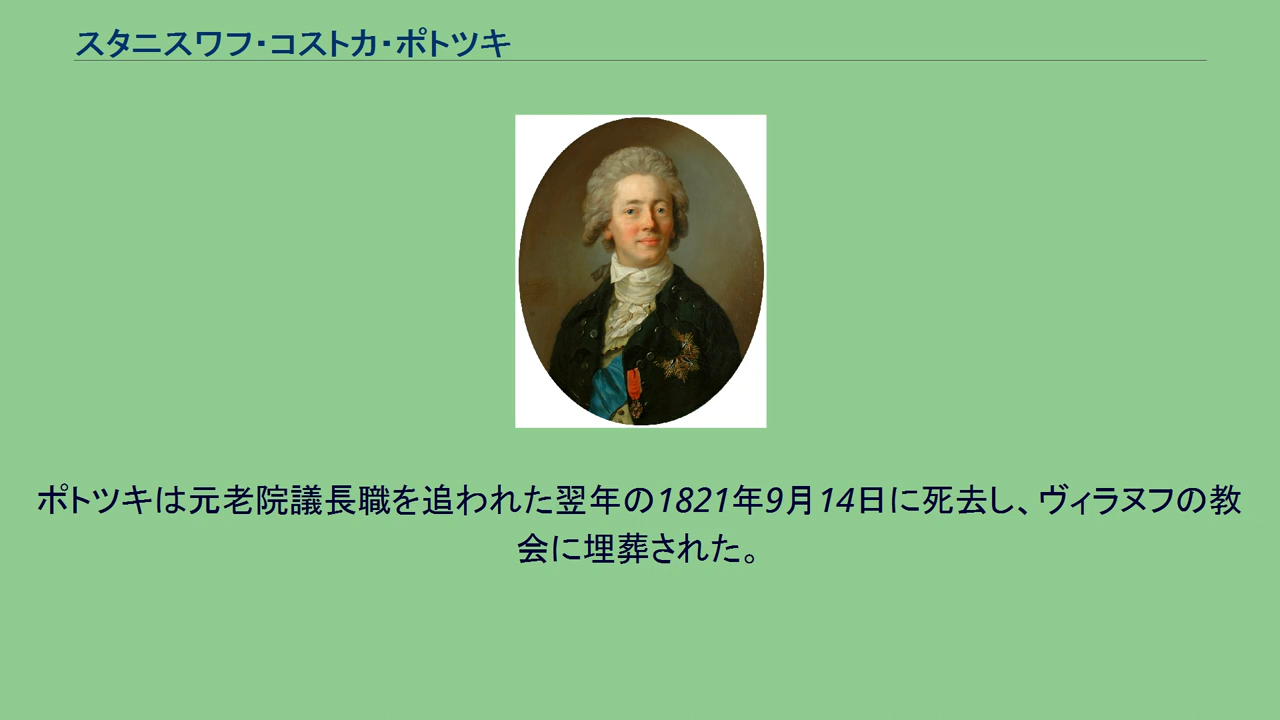 スタニスワフ・コストカ・ポトツキ
ポトツキは元老院議長職を追われた翌年の1821年9月14日に死去し、ヴィラヌフの教
会に埋葬された。